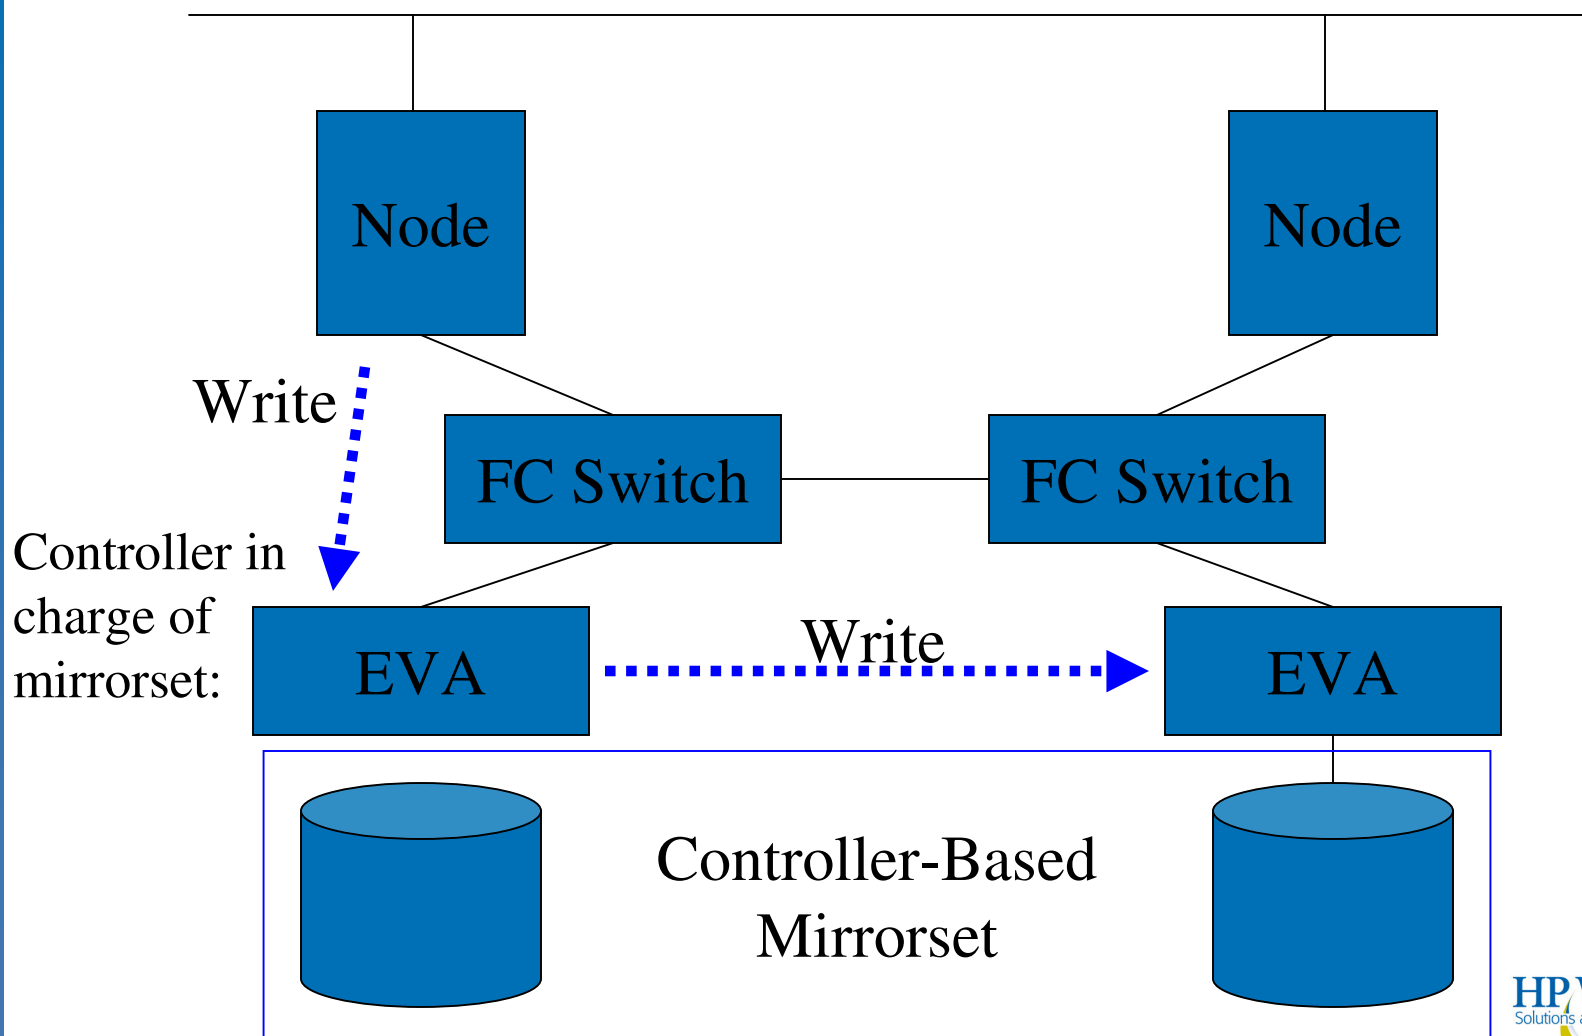 Node
Node
Write
FC Switch
FC Switch
Controller in
charge of
mirrorset:
EVA
Write
EVA
Controller-Based
Mirrorset
HP
Solutions